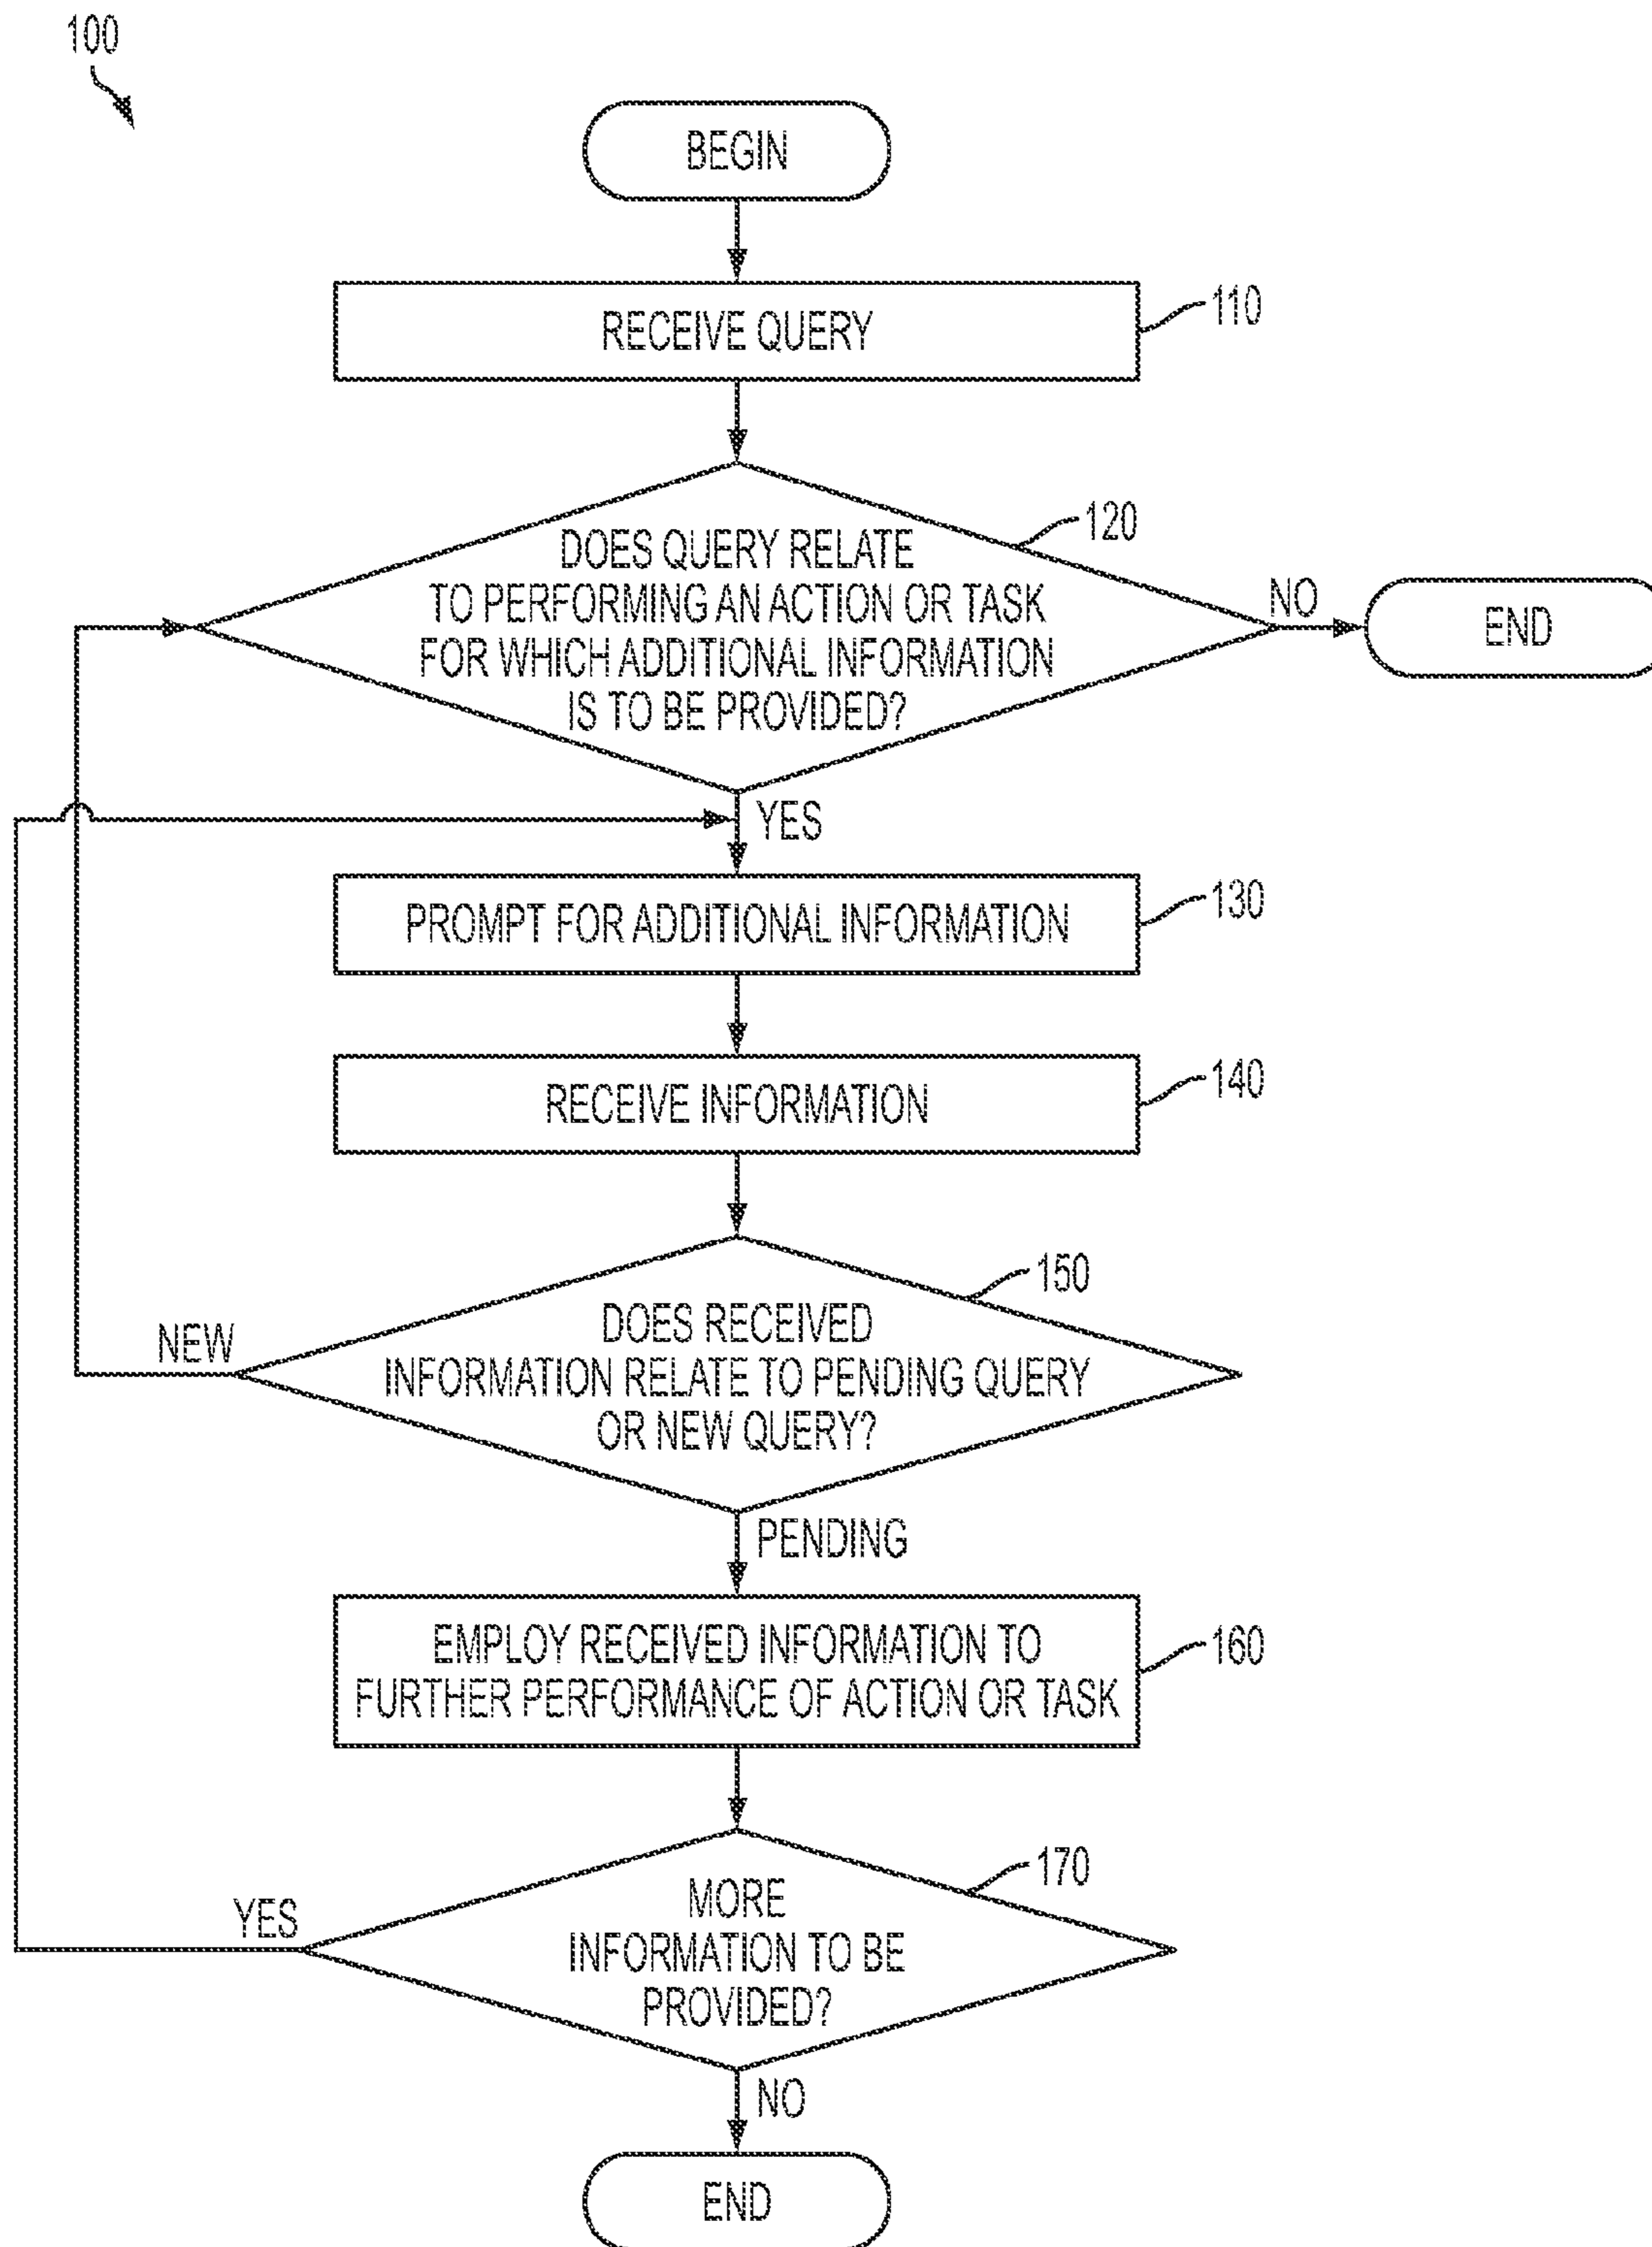 100
BEGIN
RECEIVE QUERY
110
DOES QUERY RELATE
TO PERFORMING AN ACTION OR TASK
FOR WHICH ADDITIONAL INFORMATION
IS TO BE PROVIDED?
120
NO
END
YES
PROMPT FOR ADDITIONAL INFORMATION
130
RECEIVE INFORMATION
140
DOES RECEIVED
INFORMATION RELATE TO PENDING QUERY
OR NEW QUERY?
150
NEW
PENDING
EMPLOY RECEIVED INFORMATION TO
FURTHER PERFORMANCE OF ACTION OR TASK
160
MORE
INFORMATION TO BE
PROVIDED?
170
YES
NO
END